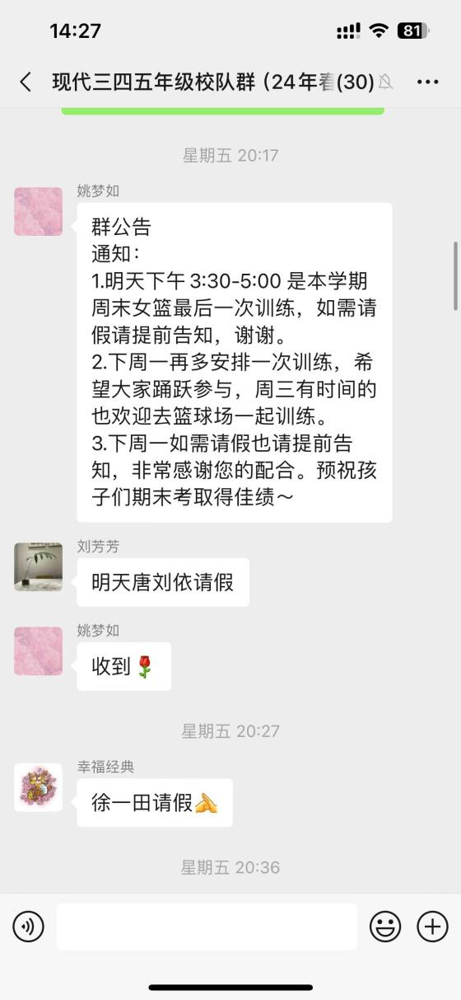 14:27
81
现代三四五年级校队群（24年春(30)
星期五 20:17
姚梦如
群公告
通知：
1.明天下午3:30-5:00 是本学期
周末女篮最后一次训练，如需请
假请提前告知，谢谢。
2.下周一再多安排一次训练，希
望大家踊跃参与，周三有时间的
也欢迎去篮球场一起训练。
3.下周一如需请假也请提前告
知，非常感谢您的配合。预祝孩
子们期末考取得佳绩～
刘芳芳
明天唐刘依请假
姚梦如
收到🌹
星期五 20:27
幸福经典
徐一田请假🙏
星期五 20:36